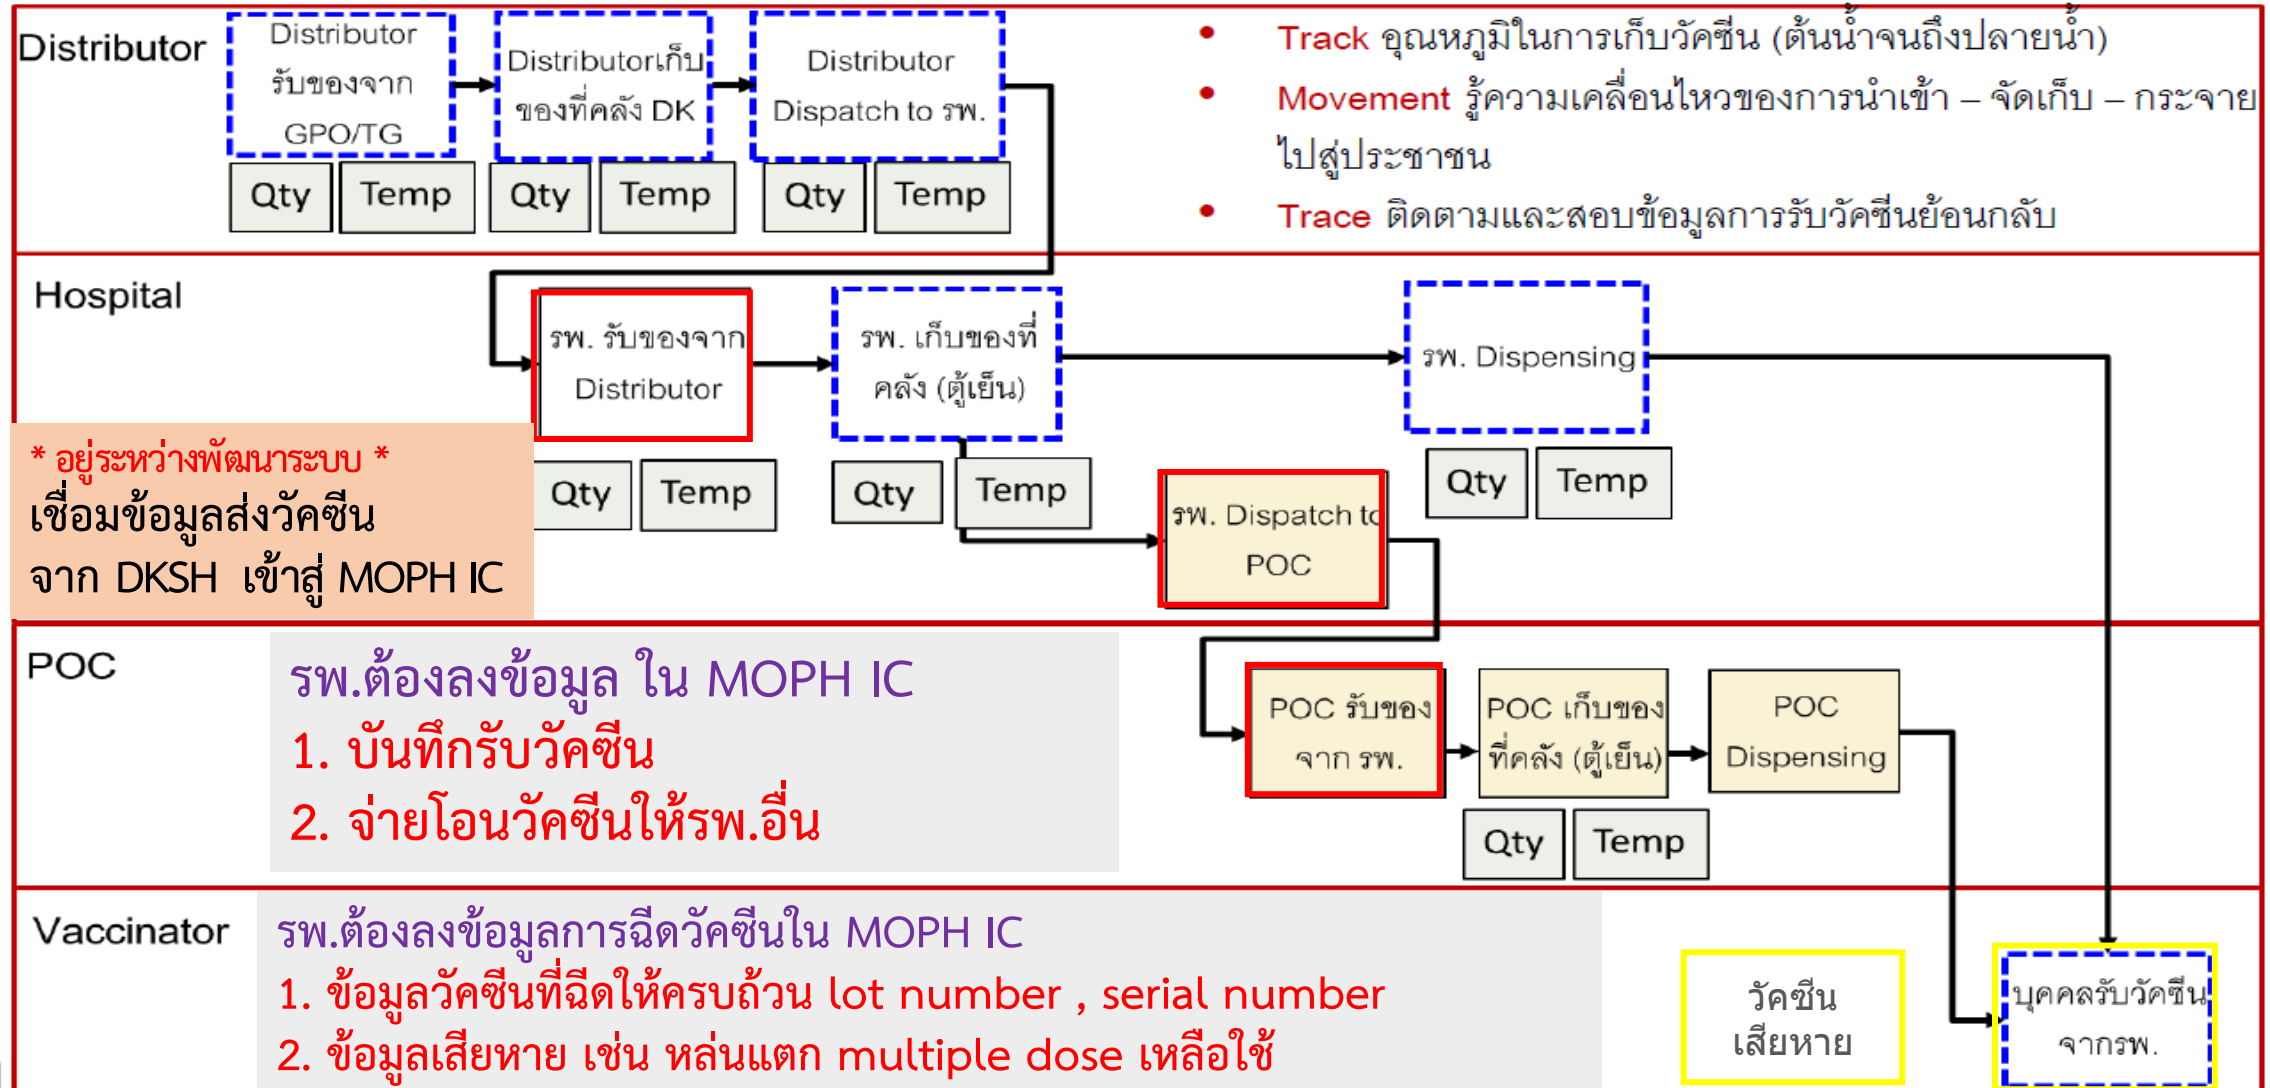 Distributor
Distributor
รับของจาก
GPO/TG
Qty
Temp
Distributorเก็บ
ของที่คลัง DK
Qty
Temp
Distributor
Dispatch to รพ.
Qty
Temp
Track อุณหภูมิในการเก็บวัคซีน (ต้นน้ำจนถึงปลายน้ำ)
Movement รู้ความเคลื่อนไหวของการนำเข้า – จัดเก็บ – กระจาย
ไปสู่ประชาชน
Trace ติดตามและสอบข้อมูลการรับวัคซีนย้อนกลับ
Hospital
รพ. รับของจาก
Distributor
Qty
Temp
รพ. เก็บของที่
คลัง (ตู้เย็น)
Qty
Temp
รพ. Dispensing
Qty
Temp
รพ. Dispatch to
POC
* อยู่ระหว่างพัฒนาระบบ *
เชื่อมข้อมูลส่งวัคซีน
จาก DKSH เข้าสู่ MOPH IC
POC
รพ.ต้องลงข้อมูล ใน MOPH IC
1. บันทึกรับวัคซีน
2. จ่ายโอนวัคซีนให้รพ.อื่น
POC รับของ
จาก รพ.
POC เก็บของ
ที่คลัง (ตู้เย็น)
Qty
Temp
POC
Dispensing
Vaccinator
รพ.ต้องลงข้อมูลการฉีดวัคซีนใน MOPH IC
1. ข้อมูลวัคซีนที่ฉีดให้ครบถ้วน lot number , serial number
2. ข้อมูลเสียหาย เช่น หล่นแตก multiple dose เหลือใช้
วัคซีน
เสียหาย
บุคคลรับวัคซีน
จากรพ.